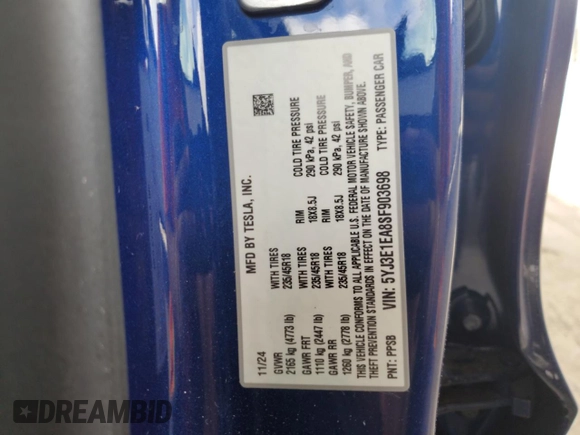 MFD BY TESLA, INC.
11/24
GVWR
2165 kg (4773 lb)
GAWR FRT WITH TIRES RIM COLD TIRE PRESSURE
1110 kg (2447 lb) 235/45R18 18X8.5J 290 kPa, 42 psi
GAWR RR WITH TIRES RIM COLD TIRE PRESSURE
1260 kg (2778 lb) 235/45R18 18X8.5J 290 kPa, 42 psi
THIS VEHICLE CONFORMS TO ALL APPLICABLE U.S. FEDERAL MOTOR VEHICLE SAFETY, BUMPER, AND
THEFT PREVENTION STANDARDS IN EFFECT ON THE DATE OF MANUFACTURE SHOWN ABOVE.
VIN: 5YJ3E1EA8SF903698 TYPE: PASSENGER CAR
PNT: PPSB
DREAMBID